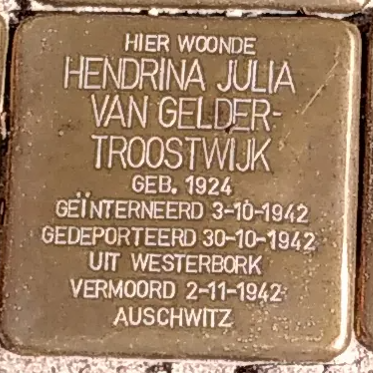 HIER WOONDE
HENDRINA JULIA
VAN GELDER-
TROOSTWIJK
GEB. 1924
GEÏNTERNEERD 3-10-1942
GEDEPORTEERD 30-10-1942
UIT WESTERBORK
VERMOORD 2-11-1942
AUSCHWITZ